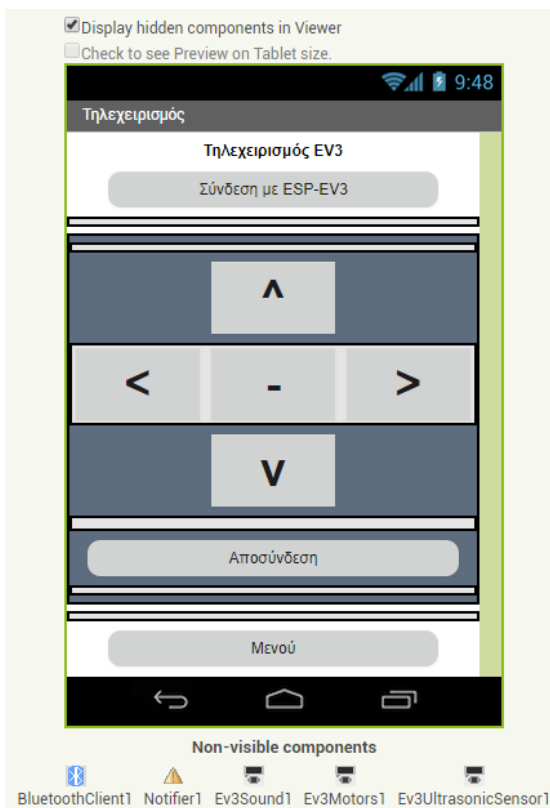 Display hidden components in Viewer
Check to see Preview on Tablet size.
9:48
Τηλεχειρισμός
Τηλεχειρισμός EV3
Σύνδεση με ESP-EV3
^
< - >
v
Αποσύνδεση
Μενού
Non-visible components
BluetoothClient1 Notifier1 Ev3Sound1 Ev3Motors1 Ev3UltrasonicSensor1